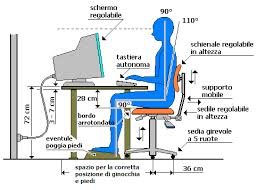 schermo
regolabile
90°
110°
tastiera
autonoma
schienale regolabile
in altezza
supporto
mobile
28 cm
90°
bordo
arrotondato
72 cm
± 7 cm
sedile regolabile
in altezza
eventule
poggia piedi
sedia girevole
a 5 ruote
spazio per la corretta
posizione di ginocchia
e piedi
36 cm